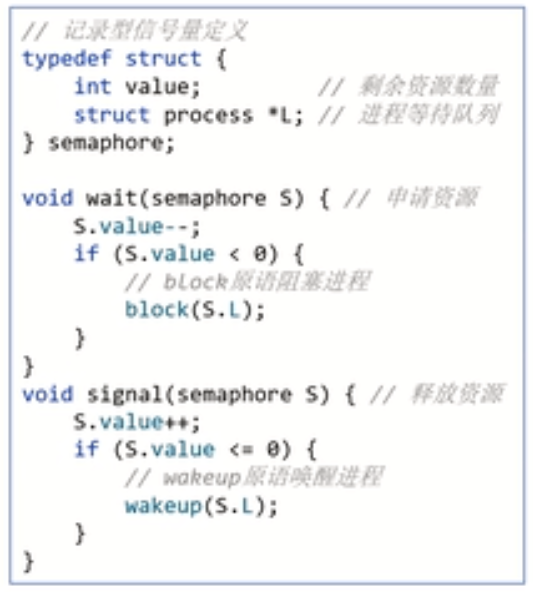 // 记录型信号量定义
typedef struct {
    int value;          // 剩余资源数量
    struct process *L; // 进程等待队列
} semaphore;

void wait(semaphore S) { // 申请资源
    S.value--;
    if (S.value < 0) {
        // block原语阻塞进程
        block(S.L);
    }
}
void signal(semaphore S) { // 释放资源
    S.value++;
    if (S.value <= 0) {
        // wakeup原语唤醒进程
        wakeup(S.L);
    }
}